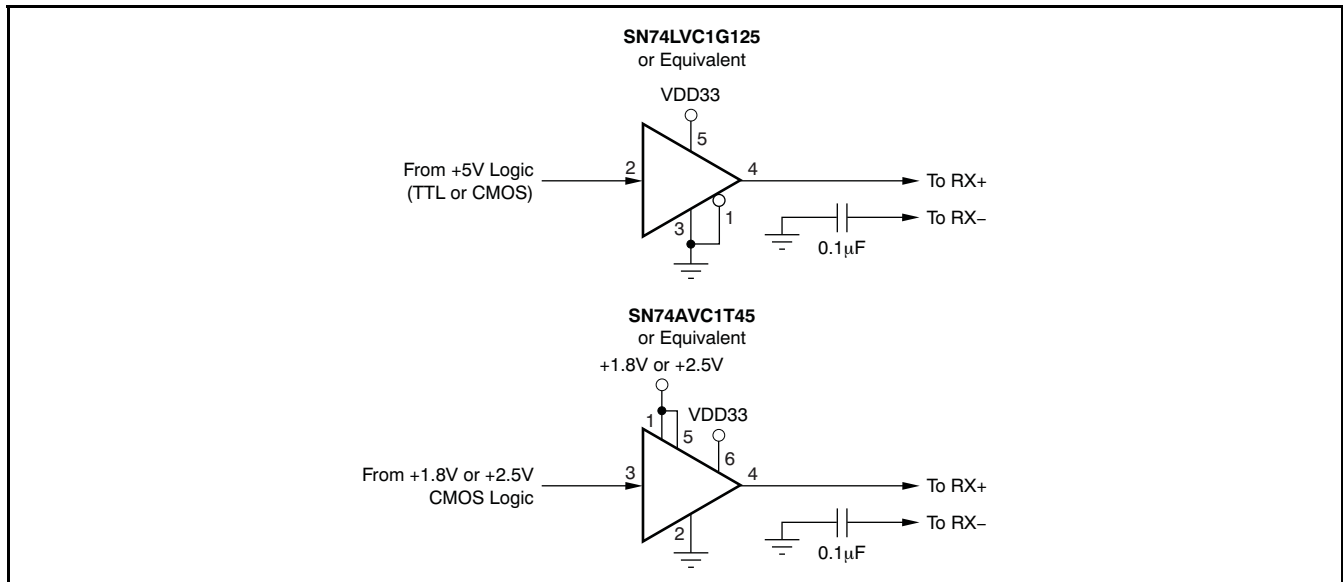 SN74LVC1G125
or Equivalent
VDD33
5
From +5V Logic
(TTL or CMOS)
2
4
To RX+
1
3
To RX−
0.1μF
SN74AVC1T45
or Equivalent
+1.8V or +2.5V
VDD33
1
5
6
From +1.8V or +2.5V
CMOS Logic
3
4
To RX+
2
To RX−
0.1μF